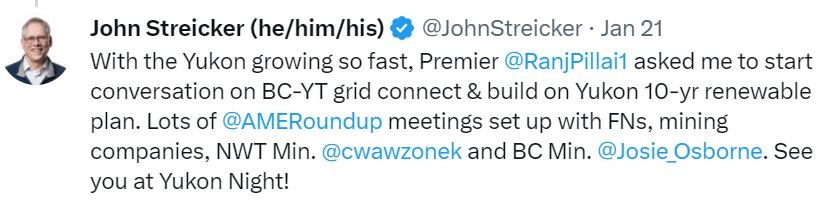 John Streicker (he/him/his) @JohnStreicker · Jan 21
With the Yukon growing so fast, Premier @RanjPillai1 asked me to start
conversation on BC-YT grid connect & build on Yukon 10-yr renewable
plan. Lots of @AMERoundup meetings set up with FNs, mining
companies, NWT Min. @cwawzonek and BC Min. @Josie_Osborne. See
you at Yukon Night!